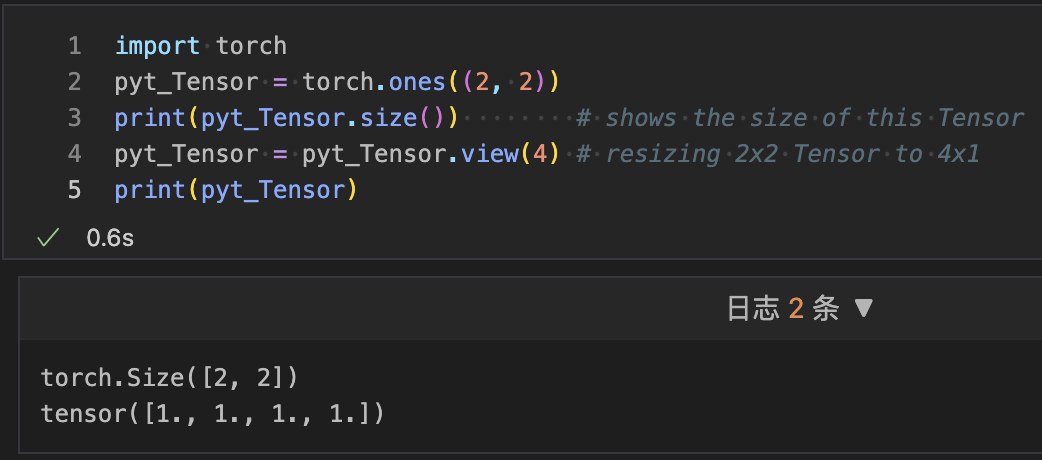 1 import torch
2 pyt_Tensor = torch.ones((2, 2))
3 print(pyt_Tensor.size())        # shows the size of this Tensor
4 pyt_Tensor = pyt_Tensor.view(4) # resizing 2x2 Tensor to 4x1
5 print(pyt_Tensor)
✓ 0.6s
日志 2 条 ▼
torch.Size([2, 2])
tensor([1., 1., 1., 1.])